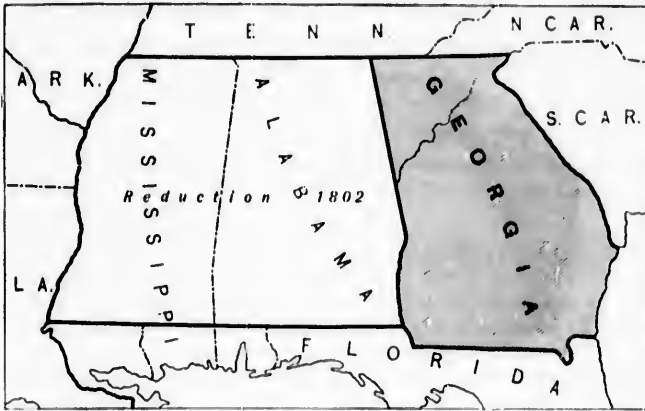 TENN
N CAR.
ARK.
MISSISSIPPI
ALABAMA
GEORGIA
S. CAR.
Reduction 1802
LA.
FLORIDA